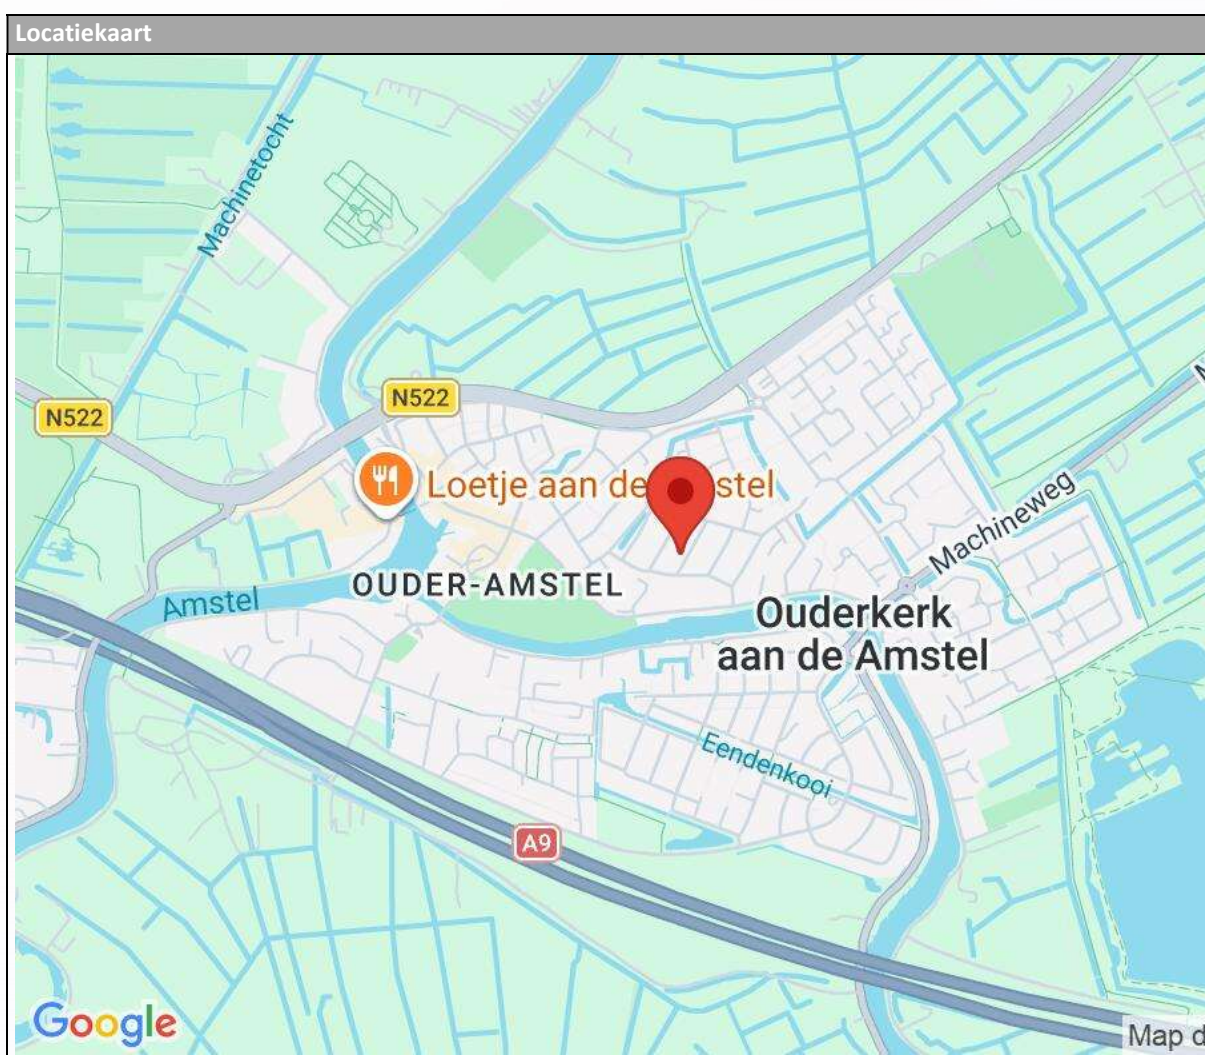 Locatiekaart
Machinetocht
N522
N522
Loetje aan de stel
Machineweg
OUDER-AMSTEL
Amstel
Ouderkerk
aan de Amstel
Eendenkooi
A9
Google
Map d